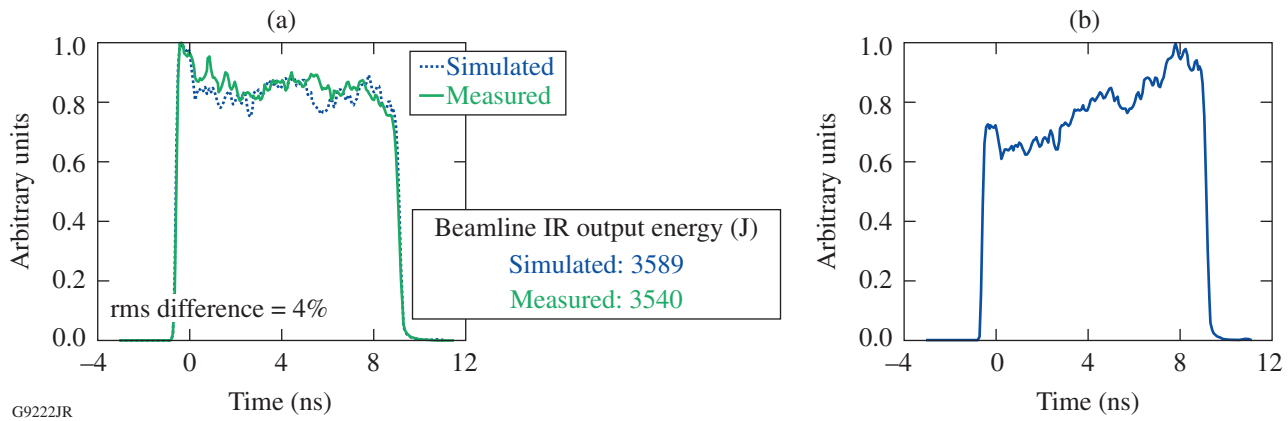 (a)
1.0
0.8
0.6
0.4
0.2
0.0
Arbitrary units
Simulated
Measured
rms difference = 4%
Beamline IR output energy (J)
Simulated: 3589
Measured: 3540
–4 0 4 8 12
Time (ns)
(b)
1.0
0.8
0.6
0.4
0.2
0.0
Arbitrary units
–4 0 4 8 12
Time (ns)
G9222JR